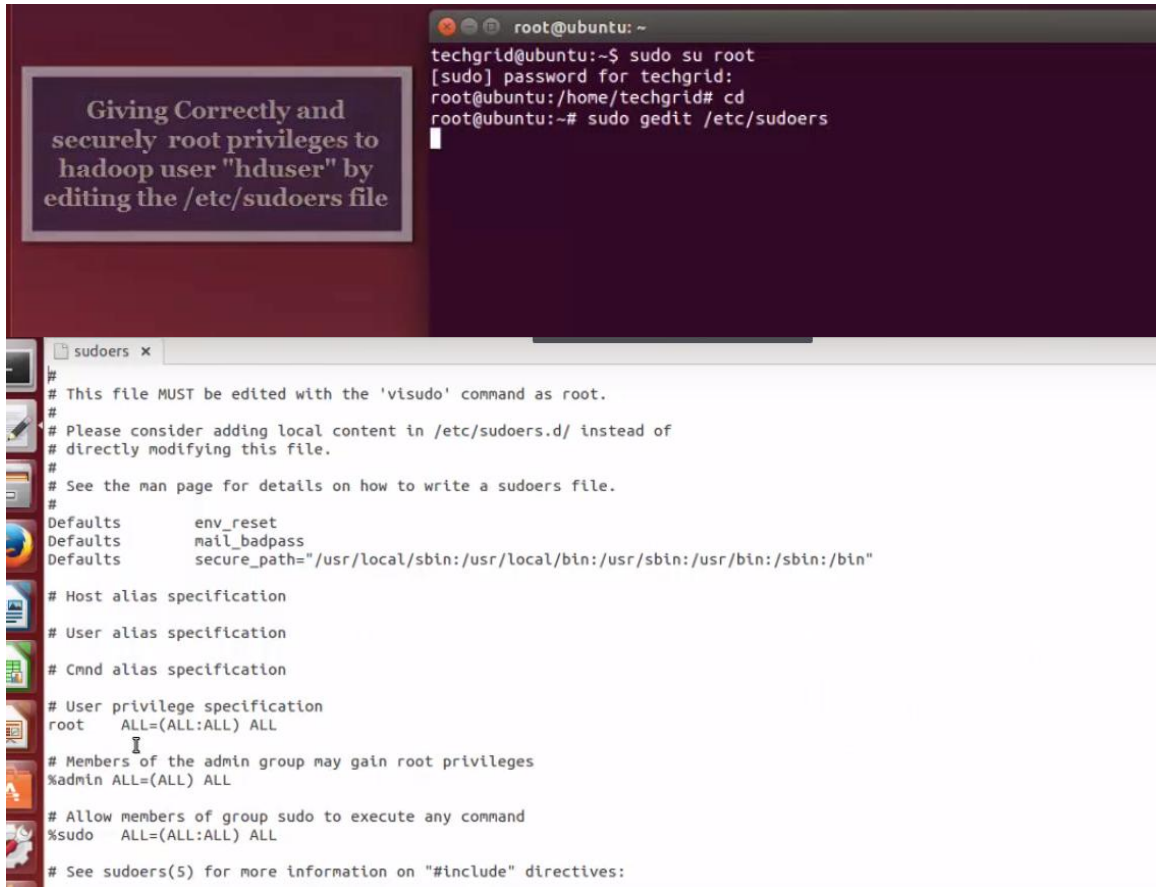 Giving Correctly and
securely root privileges to
hadoop user "hduser" by
editing the /etc/sudoers file
root@ubuntu: ~
techgrid@ubuntu:~$ sudo su root
[sudo] password for techgrid:
root@ubuntu:/home/techgrid# cd
root@ubuntu:~# sudo gedit /etc/sudoers
sudoers ×
#
# This file MUST be edited with the 'visudo' command as root.
#
# Please consider adding local content in /etc/sudoers.d/ instead of
# directly modifying this file.
#
# See the man page for details on how to write a sudoers file.
#
Defaults env_reset
Defaults mail_badpass
Defaults secure_path="/usr/local/sbin:/usr/local/bin:/usr/sbin:/usr/bin:/sbin:/bin"
# Host alias specification
# User alias specification
# Cmnd alias specification
# User privilege specification
root ALL=(ALL:ALL) ALL
# Members of the admin group may gain root privileges
%admin ALL=(ALL) ALL
# Allow members of group sudo to execute any command
%sudo ALL=(ALL:ALL) ALL
# See sudoers(5) for more information on "#include" directives: